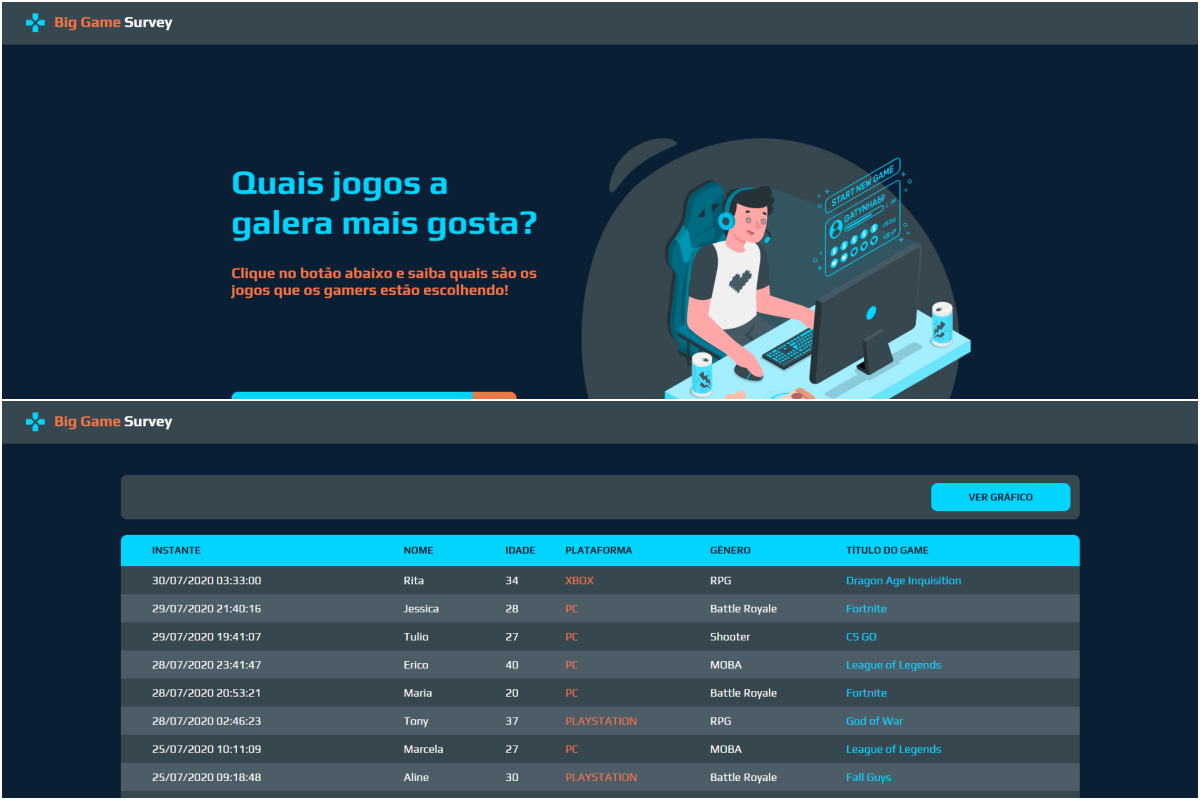 Big Game Survey
Quais jogos a
galera mais gosta?
Clique no botão abaixo e saiba quais são os
jogos que os gamers estão escolhendo!
START NEW GAME
GATYNHA69
Big Game Survey
VER GRÁFICO
INSTANTE NOME IDADE PLATAFORMA GÊNERO TÍTULO DO GAME
30/07/2020 03:33:00 Rita 34 XBOX RPG Dragon Age Inquisition
29/07/2020 21:40:16 Jessica 28 PC Battle Royale Fortnite
29/07/2020 19:41:07 Tulio 27 PC Shooter CS GO
28/07/2020 23:41:47 Erico 40 PC MOBA League of Legends
28/07/2020 20:53:21 Maria 20 PC Battle Royale Fortnite
28/07/2020 02:46:23 Tony 37 PLAYSTATION RPG God of War
25/07/2020 10:11:09 Marcela 27 PC MOBA League of Legends
25/07/2020 09:18:48 Aline 30 PLAYSTATION Battle Royale Fall Guys